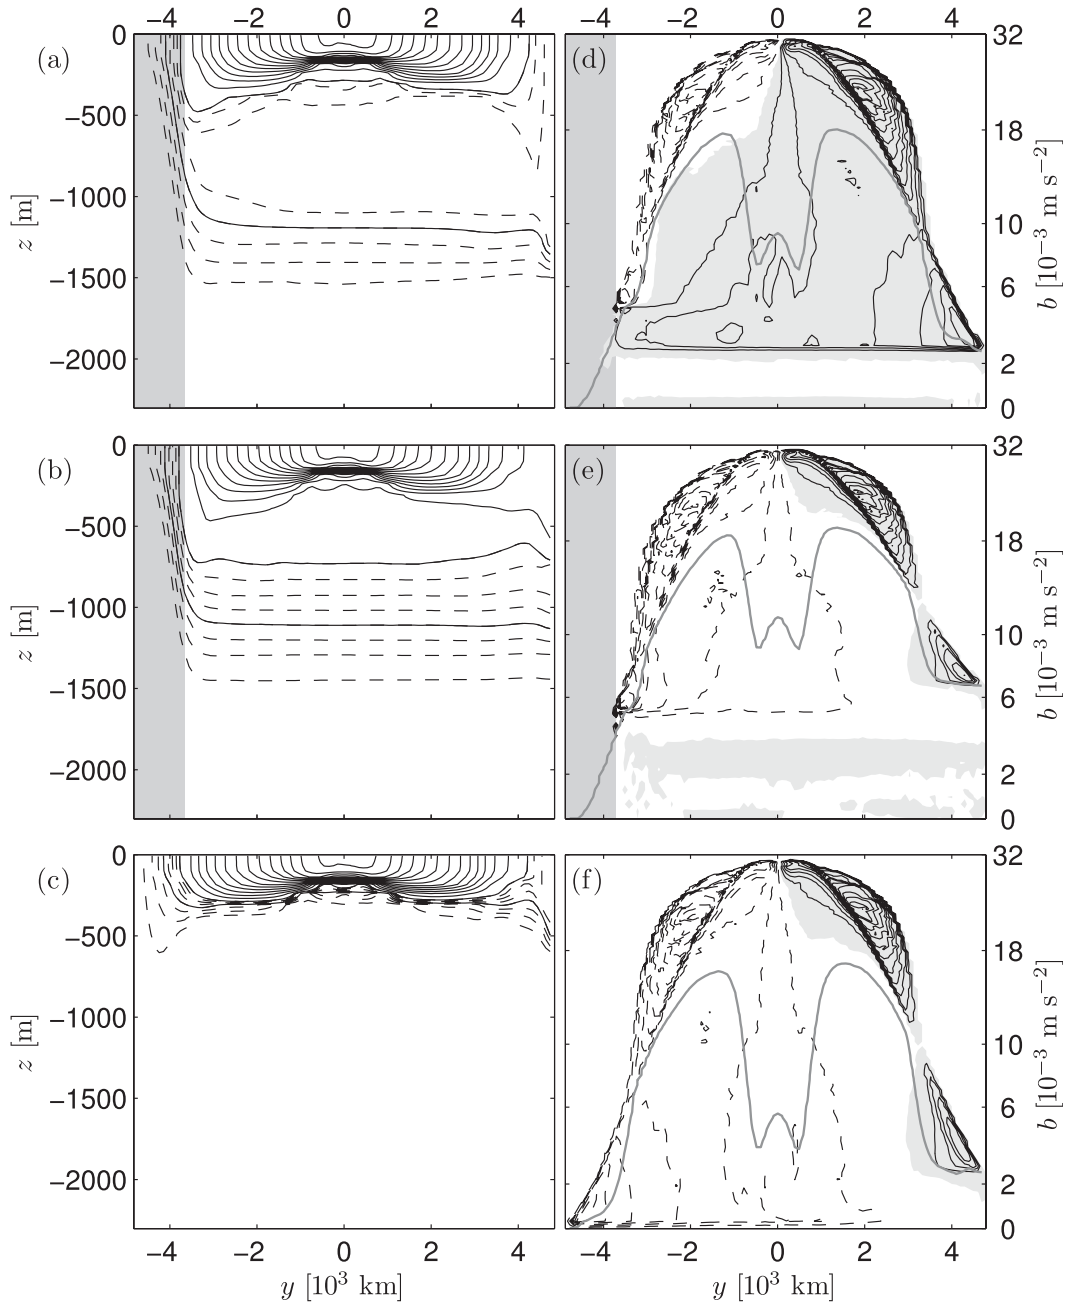 −4 −2 0 2 4 −4 −2 0 2 4
(a) 0 −500 −1000 −1500 −2000 z [m]
(d) 32 18 10 6 2 0 b [10⁻³ m s⁻²]
(b) 0 −500 −1000 −1500 −2000 z [m]
(e) 32 18 10 6 2 0 b [10⁻³ m s⁻²]
(c) 0 −500 −1000 −1500 −2000 z [m]
(f) 32 18 10 6 2 0 b [10⁻³ m s⁻²]
−4 −2 0 2 4 −4 −2 0 2 4
y [10³ km] y [10³ km]